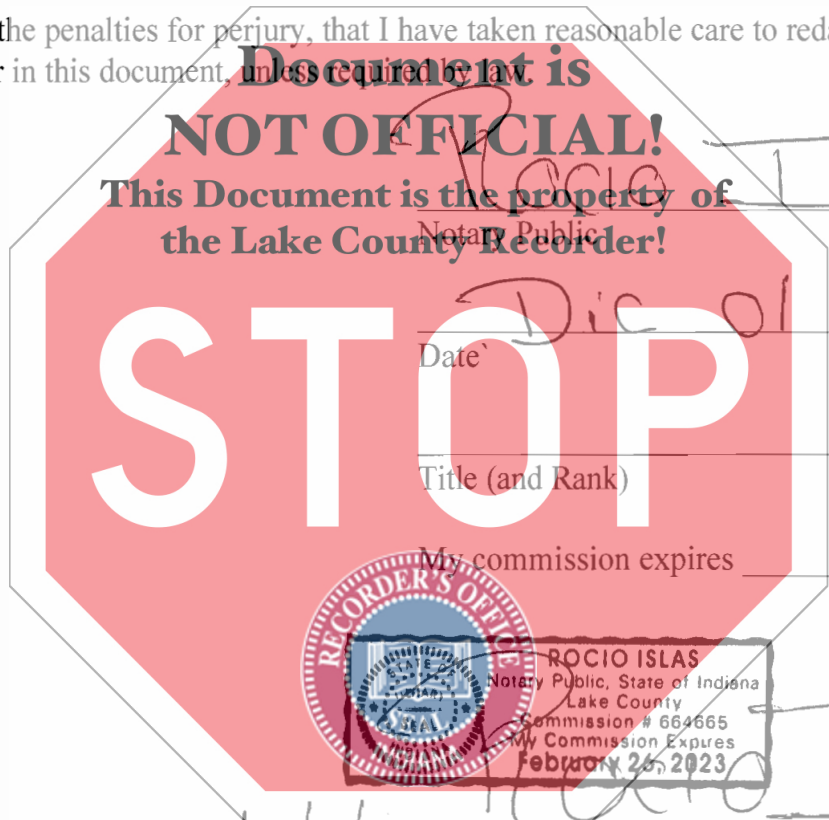 the penalties for perjury, that I have taken reasonable care to reda
r in this document, unless required by law.
Document is
NOT OFFICIAL!
This Document is the property of
the Lake County Recorder!
Rocio I
Notary Public
Dic 01
Date
STOP
Title (and Rank)
My commission expires
RECORDER'S OFFICE
STATE OF
SEAL
INDIANA
ROCIO ISLAS
Notary Public, State of Indiana
Lake County
Commission # 664665
My Commission Expires
February 26, 2023
Rocio